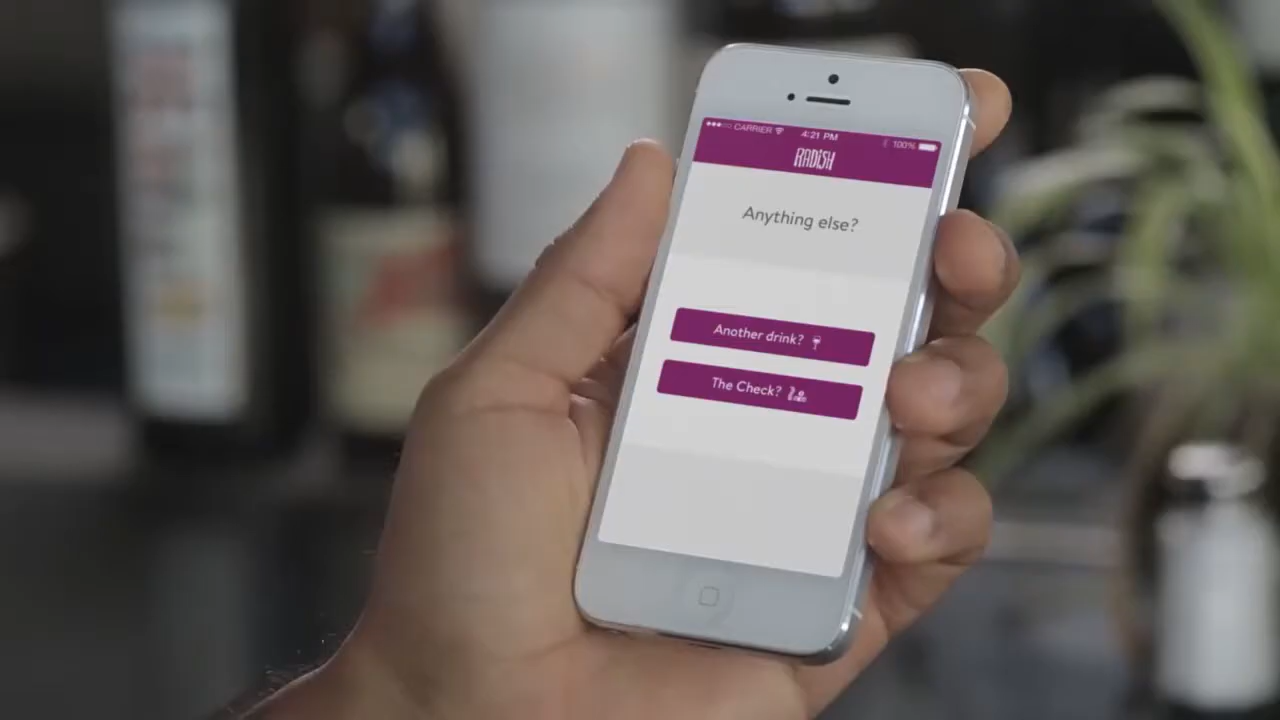 CARRIER 4:21 PM 100%
RADISH
Anything else?
Another drink?
The Check?